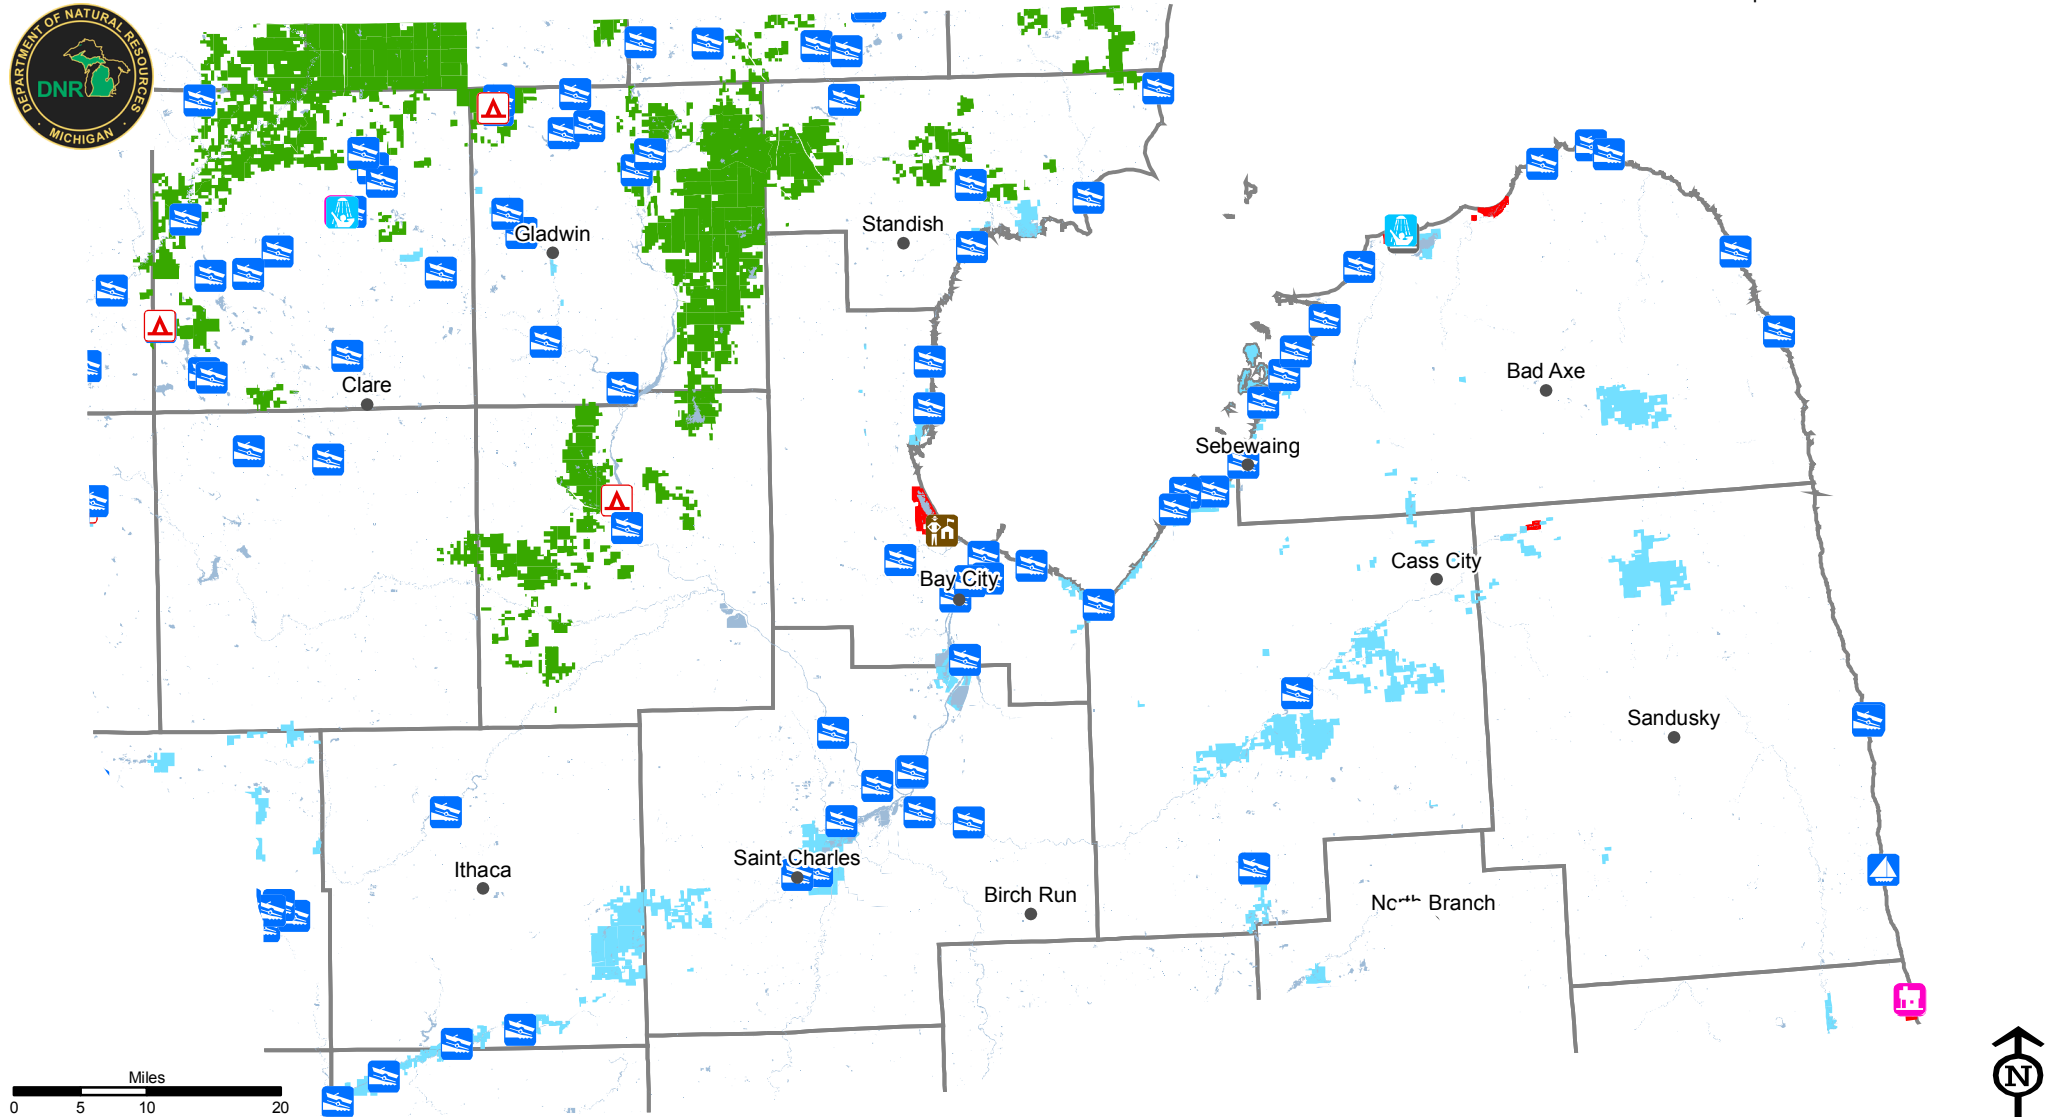 DEPARTMENT OF NATURAL RESOURCES
DNR
MICHIGAN
Standish
Gladwin
Bad Axe
Clare
Sebewaing
Cass City
Bay City
Sandusky
Saint Charles
Ithaca
Birch Run
North Branch
Miles
0 5 10 20
N